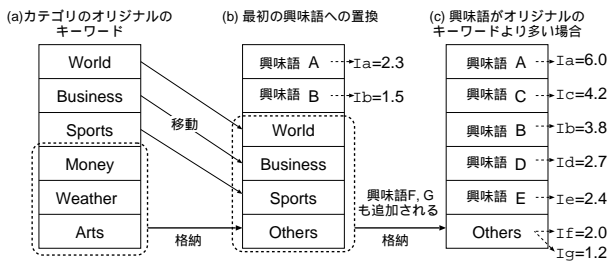 (a)カテゴリのオリジナルの
キーワード
World
Business
Sports
Money
Weather
Arts
移動
格納
(b) 最初の興味語への置換
興味語 A
Ia=2.3
興味語 B
Ib=1.5
World
Business
Sports
Others
興味語F, G
も追加される
格納
(c) 興味語がオリジナルの
キーワードより多い場合
興味語 A
Ia=6.0
興味語 C
Ic=4.2
興味語 B
Ib=3.8
興味語 D
Id=2.7
興味語 E
Ie=2.4
Others
If=2.0
Ig=1.2